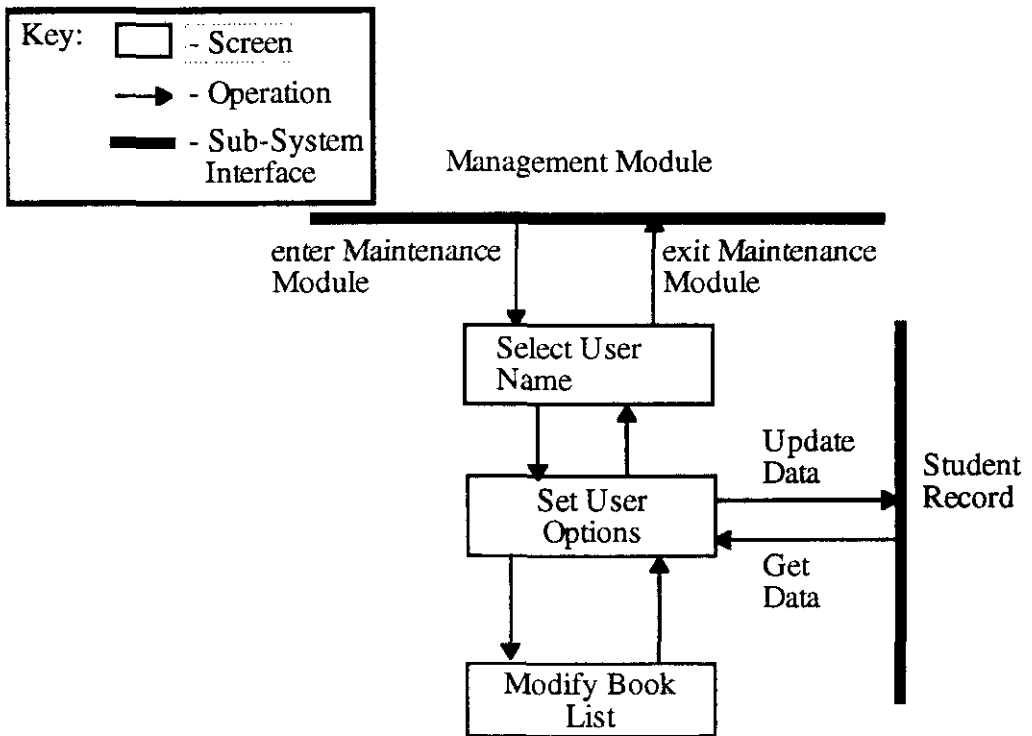 Key:
- Screen
- Operation
- Sub-System
Interface
Management Module
enter Maintenance
Module
exit Maintenance
Module
Select User
Name
Update
Data
Student
Record
Set User
Options
Get
Data
Modify Book
List